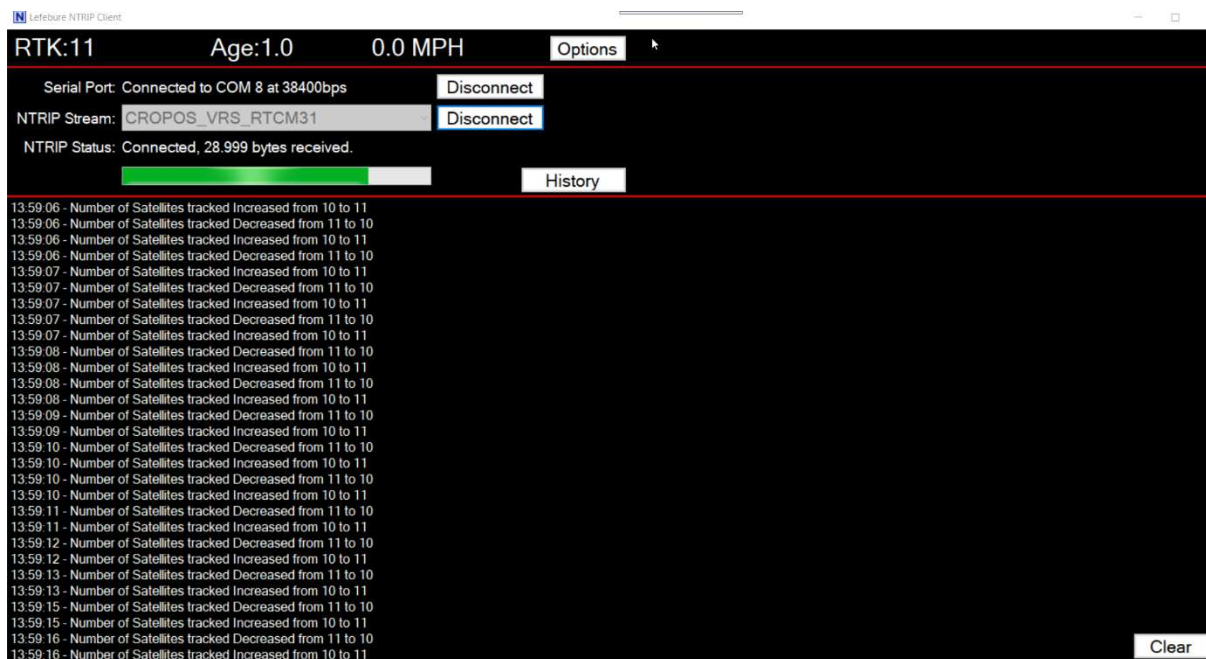 N Lefebure NTRIP Client
RTK:11 Age:1.0 0.0 MPH Options
Serial Port: Connected to COM 8 at 38400bps Disconnect
NTRIP Stream: CROPOS_VRS_RTCM31 Disconnect
NTRIP Status: Connected, 28.999 bytes received.
History
13:59:06 - Number of Satellites tracked Increased from 10 to 11
13:59:06 - Number of Satellites tracked Decreased from 11 to 10
13:59:06 - Number of Satellites tracked Increased from 10 to 11
13:59:06 - Number of Satellites tracked Decreased from 11 to 10
13:59:07 - Number of Satellites tracked Increased from 10 to 11
13:59:07 - Number of Satellites tracked Decreased from 11 to 10
13:59:07 - Number of Satellites tracked Increased from 10 to 11
13:59:07 - Number of Satellites tracked Decreased from 11 to 10
13:59:07 - Number of Satellites tracked Increased from 10 to 11
13:59:08 - Number of Satellites tracked Decreased from 11 to 10
13:59:08 - Number of Satellites tracked Increased from 10 to 11
13:59:08 - Number of Satellites tracked Decreased from 11 to 10
13:59:08 - Number of Satellites tracked Increased from 10 to 11
13:59:09 - Number of Satellites tracked Decreased from 11 to 10
13:59:09 - Number of Satellites tracked Increased from 10 to 11
13:59:10 - Number of Satellites tracked Decreased from 11 to 10
13:59:10 - Number of Satellites tracked Increased from 10 to 11
13:59:10 - Number of Satellites tracked Decreased from 11 to 10
13:59:10 - Number of Satellites tracked Increased from 10 to 11
13:59:11 - Number of Satellites tracked Decreased from 11 to 10
13:59:11 - Number of Satellites tracked Increased from 10 to 11
13:59:12 - Number of Satellites tracked Decreased from 11 to 10
13:59:12 - Number of Satellites tracked Increased from 10 to 11
13:59:13 - Number of Satellites tracked Decreased from 11 to 10
13:59:13 - Number of Satellites tracked Increased from 10 to 11
13:59:15 - Number of Satellites tracked Decreased from 11 to 10
13:59:15 - Number of Satellites tracked Increased from 10 to 11
13:59:16 - Number of Satellites tracked Decreased from 11 to 10
13:59:16 - Number of Satellites tracked Increased from 10 to 11
Clear